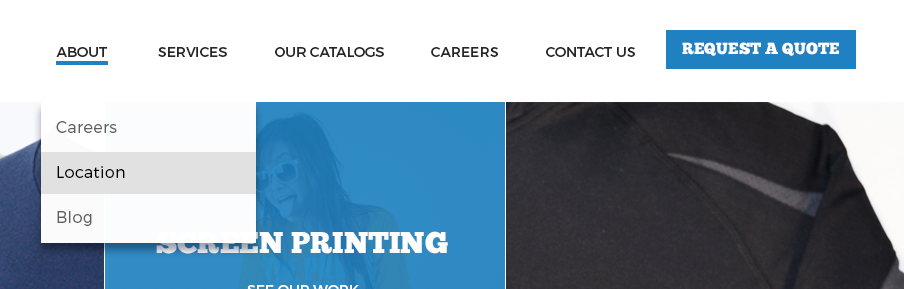 ABOUT SERVICES OUR CATALOGS CAREERS CONTACT US REQUEST A QUOTE
Careers
Location
Blog
SCREEN PRINTING
SEE OUR WORK